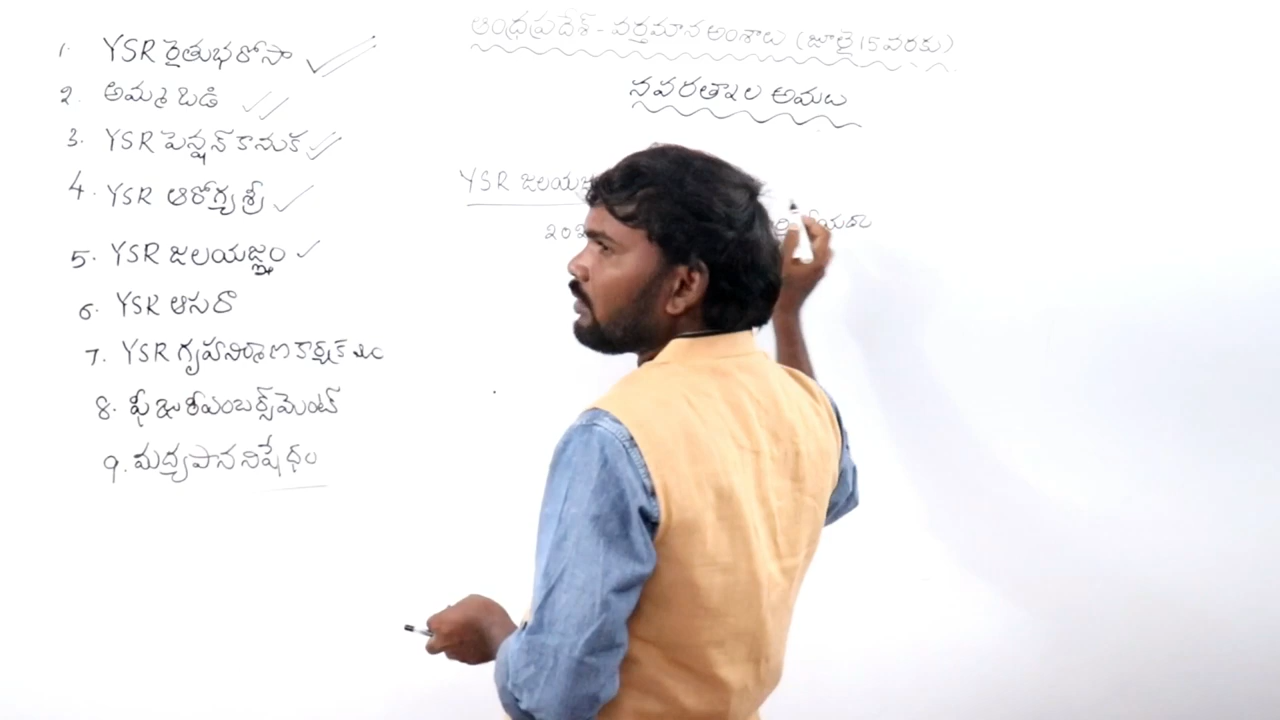 ఆంధ్రప్రదేశ్ - వర్తమాన అంశాలు (జూలై 15 వరకు)
నవరత్నాల అమలు
1. YSR రైతుభరోసా
2. అమ్మ ఒడి
3. YSR పెన్షన్ కానుక
4. YSR ఆరోగ్యశ్రీ
5. YSR జలయజ్ఞం
6. YSR ఆసరా
7. YSR గృహనిర్మాణ కార్యక్రమం
8. ఫీజు రీఎంబర్స్‌మెంట్
9. మద్యపాన నిషేధం
YSR
202